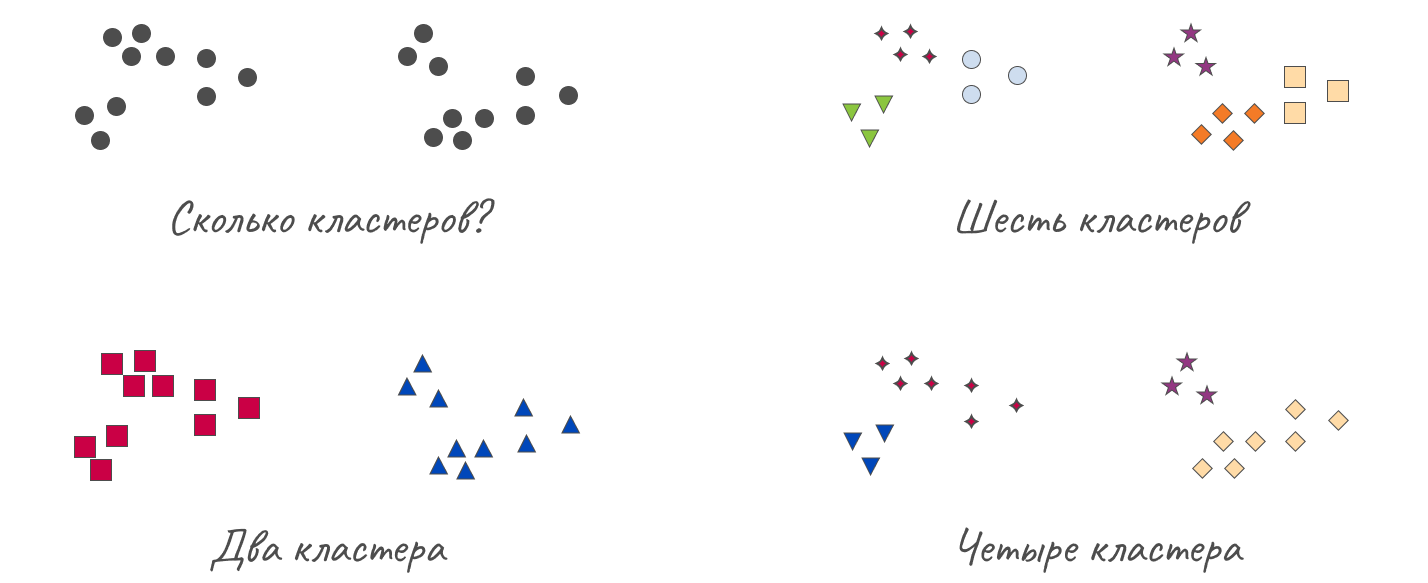 Сколько кластеров?
Шесть кластеров
Два кластера
Четыре кластера